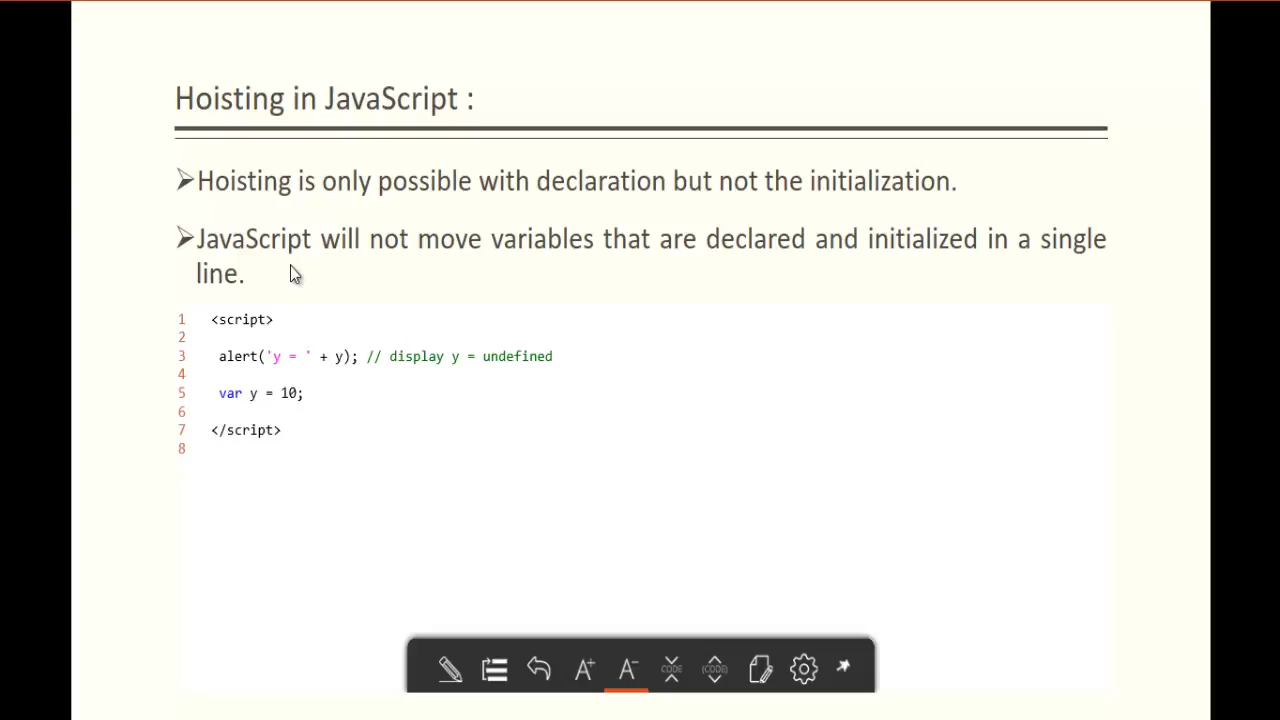 Hoisting in JavaScript :
➢Hoisting is only possible with declaration but not the initialization.
➢JavaScript will not move variables that are declared and initialized in a single
line.
1 <script>
2
3 alert('y = ' + y); // display y = undefined
4
5 var y = 10;
6
7 </script>
8
A+ A- CODE (CODE)